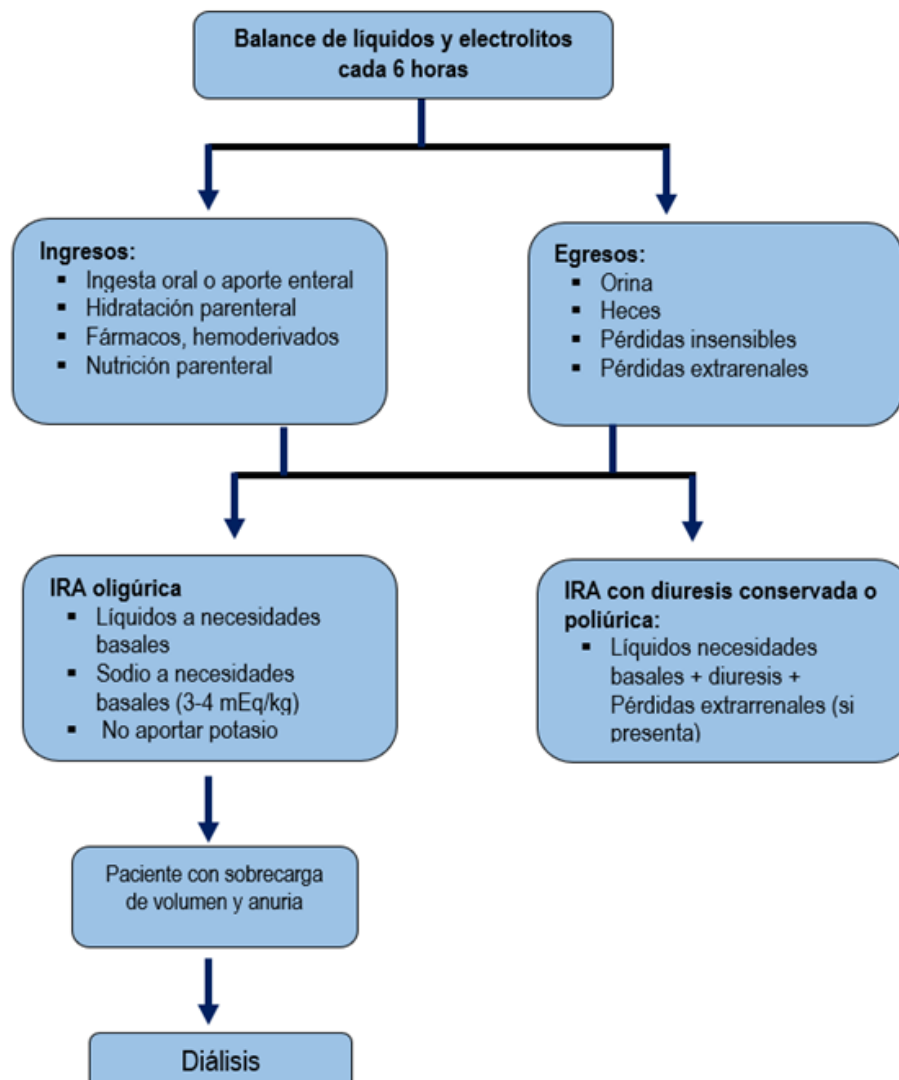 Balance de líquidos y electrolitos
cada 6 horas
Ingresos:
▪ Ingesta oral o aporte enteral
▪ Hidratación parenteral
▪ Fármacos, hemoderivados
▪ Nutrición parenteral
Egresos:
▪ Orina
▪ Heces
▪ Pérdidas insensibles
▪ Pérdidas extrarenales
IRA oligúrica
▪ Líquidos a necesidades
basales
▪ Sodio a necesidades
basales (3-4 mEq/kg)
▪ No aportar potasio
IRA con diuresis conservada o
poliúrica:
▪ Líquidos necesidades
basales + diuresis +
Pérdidas extrarrenales (si
presenta)
Paciente con sobrecarga
de volumen y anuria
Diálisis